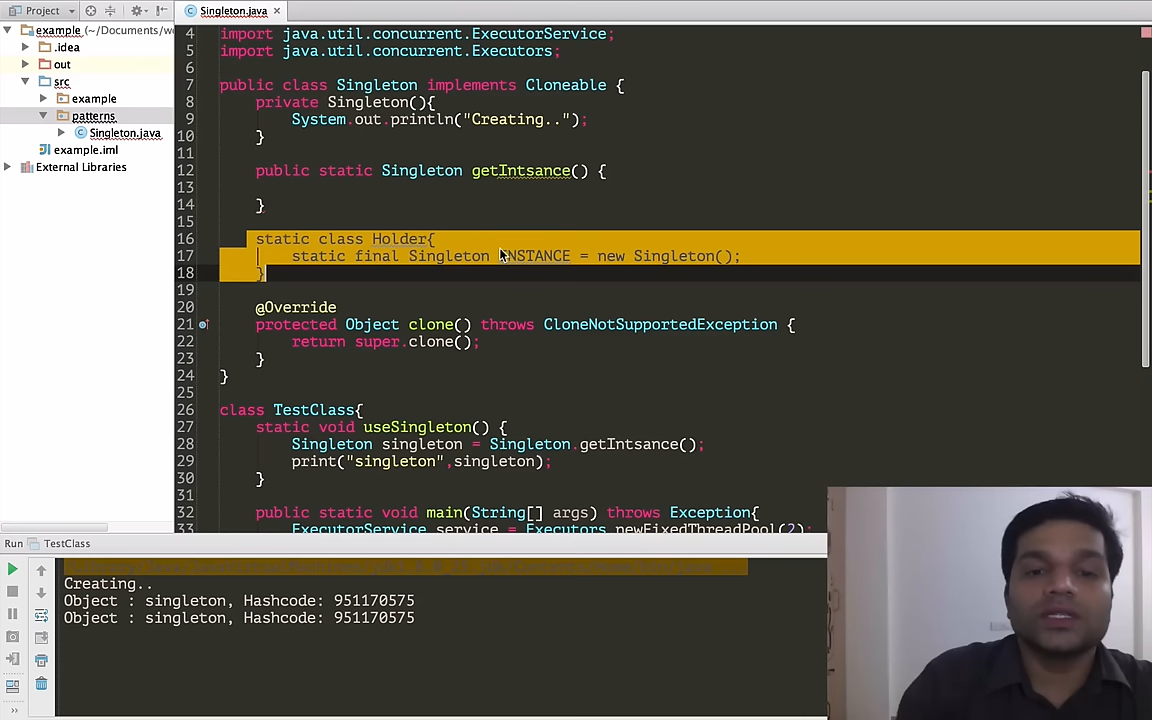 Project
Singleton.java
example (~/Documents/w
.idea
out
src
example
patterns
Singleton.java
example.iml
External Libraries
4 import java.util.concurrent.ExecutorService;
5 import java.util.concurrent.Executors;
6
7 public class Singleton implements Cloneable {
8 private Singleton(){
9 System.out.println("Creating..");
10 }
11
12 public static Singleton getIntsance() {
13
14 }
15
16 static class Holder{
17 static final Singleton INSTANCE = new Singleton();
18 }
19
20 @Override
21 protected Object clone() throws CloneNotSupportedException {
22 return super.clone();
23 }
24 }
25
26 class TestClass{
27 static void useSingleton() {
28 Singleton singleton = Singleton.getIntsance();
29 print("singleton",singleton);
30 }
31
32 public static void main(String[] args) throws Exception{
33 ExecutorService service = Executors.newFixedThreadPool(2);
Run TestClass
Creating..
Object : singleton, Hashcode: 951170575
Object : singleton, Hashcode: 951170575